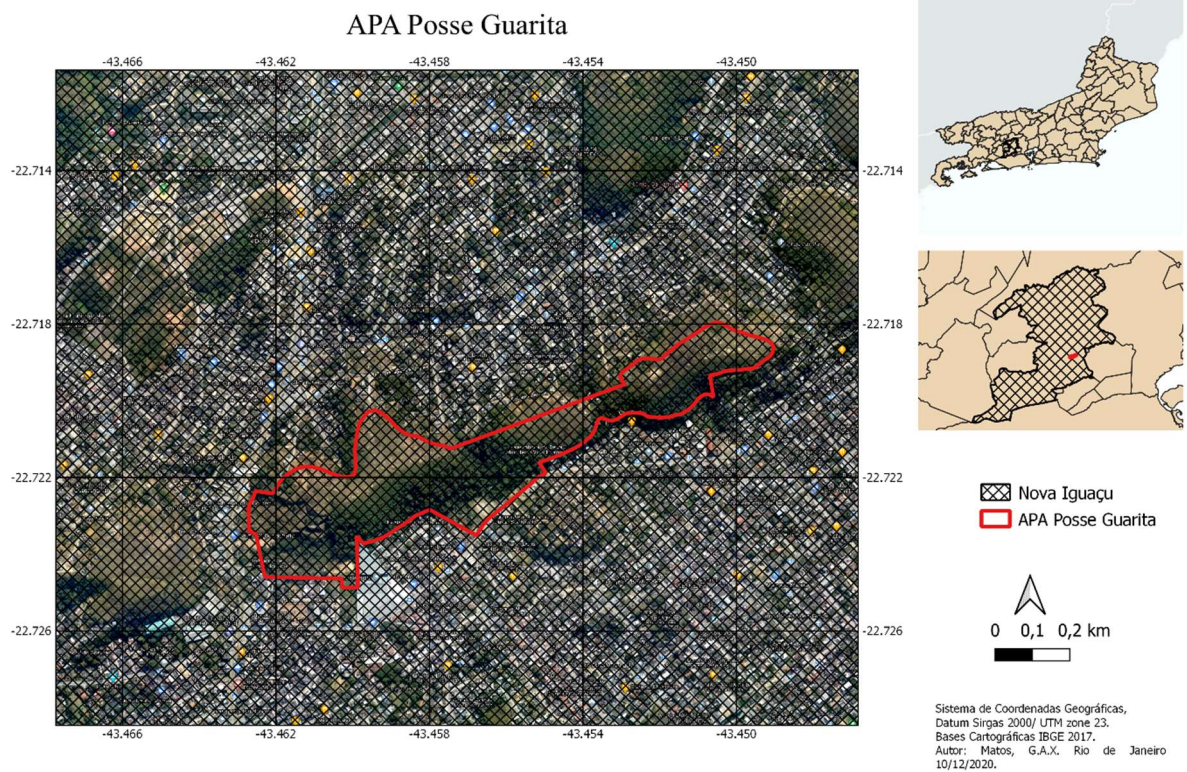 APA Posse Guarita
-43.466 -43.462 -43.458 -43.454 -43.450
-22.714 -22.714
-22.718 -22.718
-22.722 -22.722
-22.726 -22.726
-43.466 -43.462 -43.458 -43.454 -43.450
Nova Iguaçu
APA Posse Guarita
0 0,1 0,2 km
Sistema de Coordenadas Geográficas,
Datum Sirgas 2000/ UTM zone 23.
Bases Cartográficas IBGE 2017.
Autor: Matos, G.A.X. Rio de Janeiro
10/12/2020.